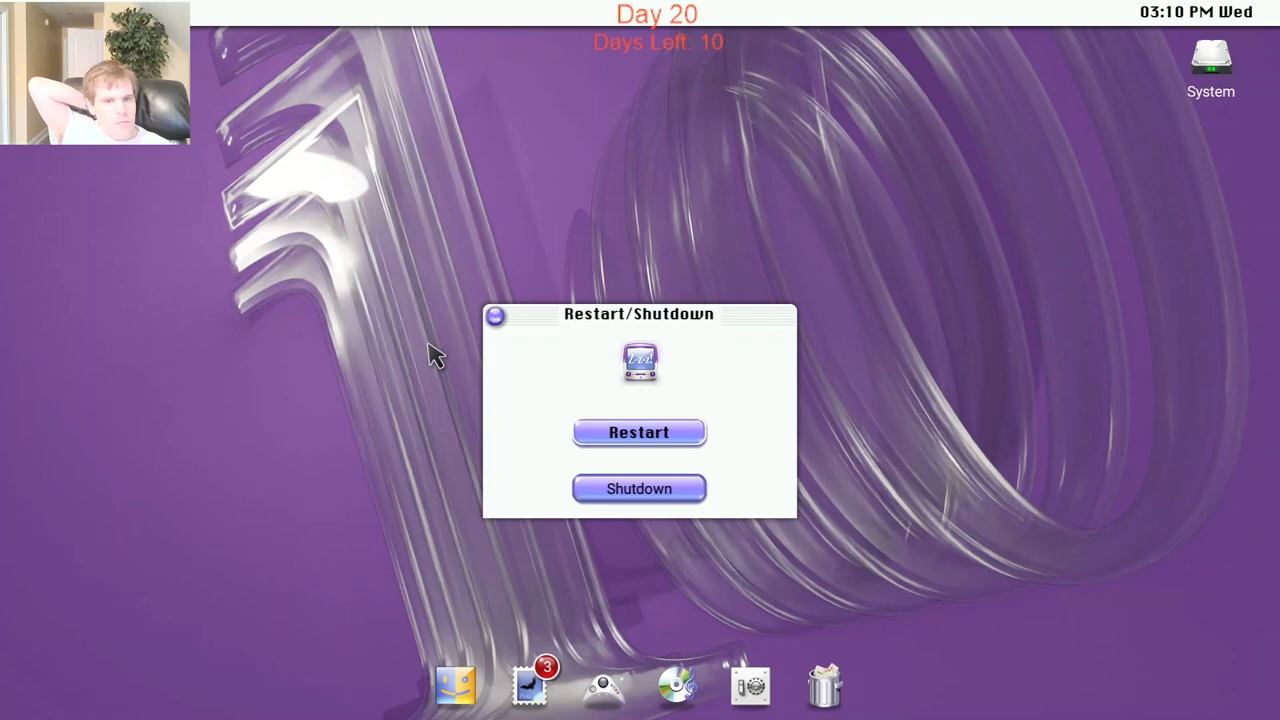 Day 20
Days Left: 10
03:10 PM Wed
System
Restart/Shutdown
Restart
Shutdown
3